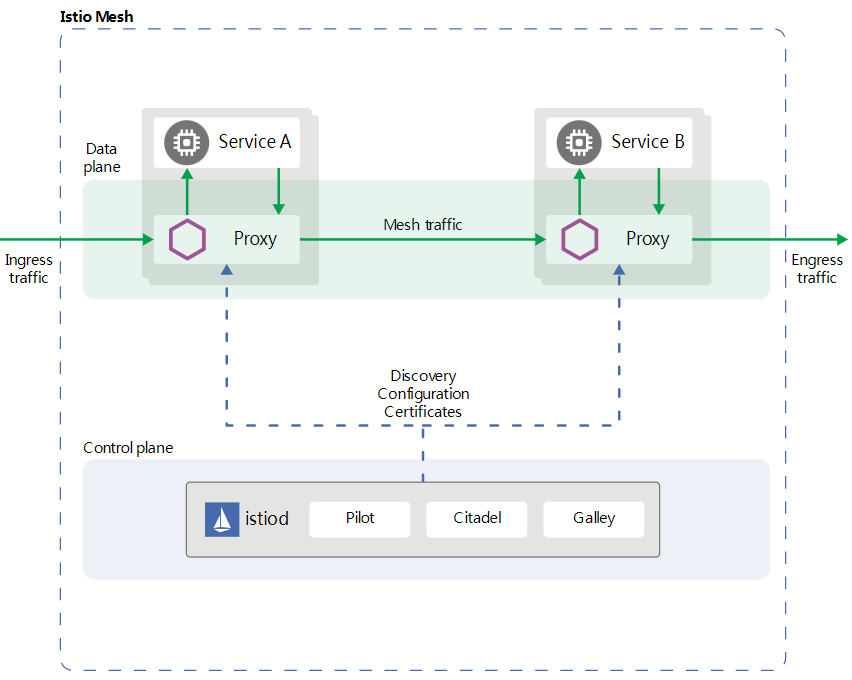 Istio Mesh
Data
plane
Service A
Service B
Proxy
Mesh traffic
Proxy
Ingress
traffic
Engress
traffic
Discovery
Configuration
Certificates
Control plane
istiod
Pilot
Citadel
Galley